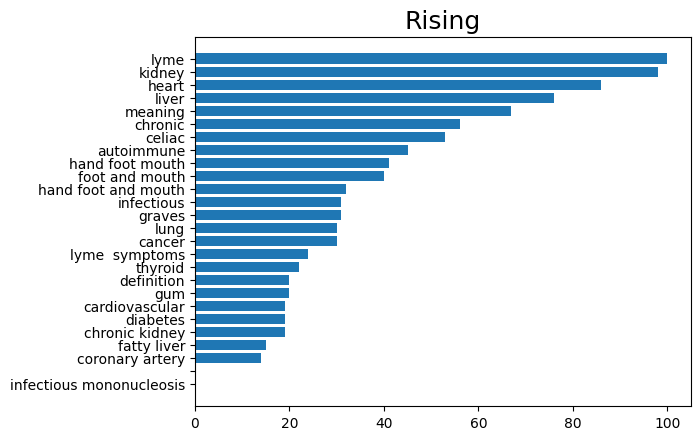 Rising
lyme
kidney
heart
liver
meaning
chronic
celiac
autoimmune
hand foot mouth
foot and mouth
hand foot and mouth
infectious
graves
lung
cancer
lyme  symptoms
thyroid
definition
gum
cardiovascular
diabetes
chronic kidney
fatty liver
coronary artery
infectious mononucleosis
0 20 40 60 80 100